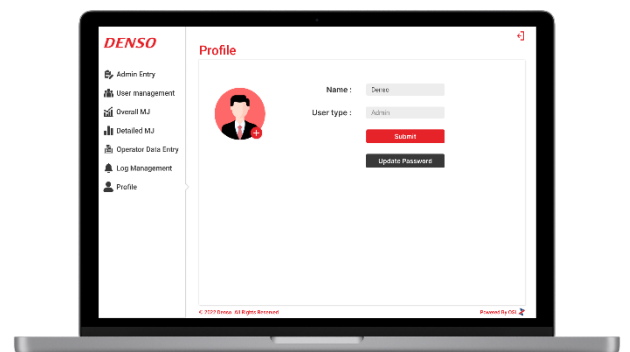 DENSO
Profile
Admin Entry
User management
Overall MJ
Detailed MJ
Operator Data Entry
Log Management
Profile
Name :
Denso
User type :
Admin
Submit
Update Password
© 2022 Denso. All Rights Reserved
Powered By OSI